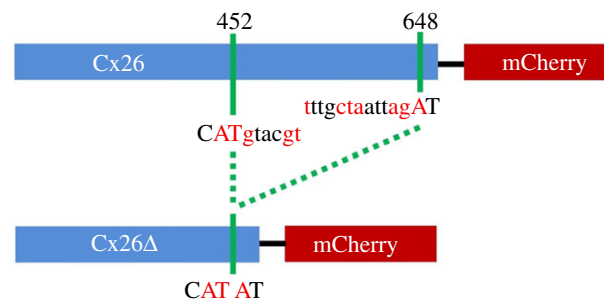 452 648
Cx26 mCherry
tttgctaattagAT
CATgtacgt
Cx26Δ mCherry
CAT AT